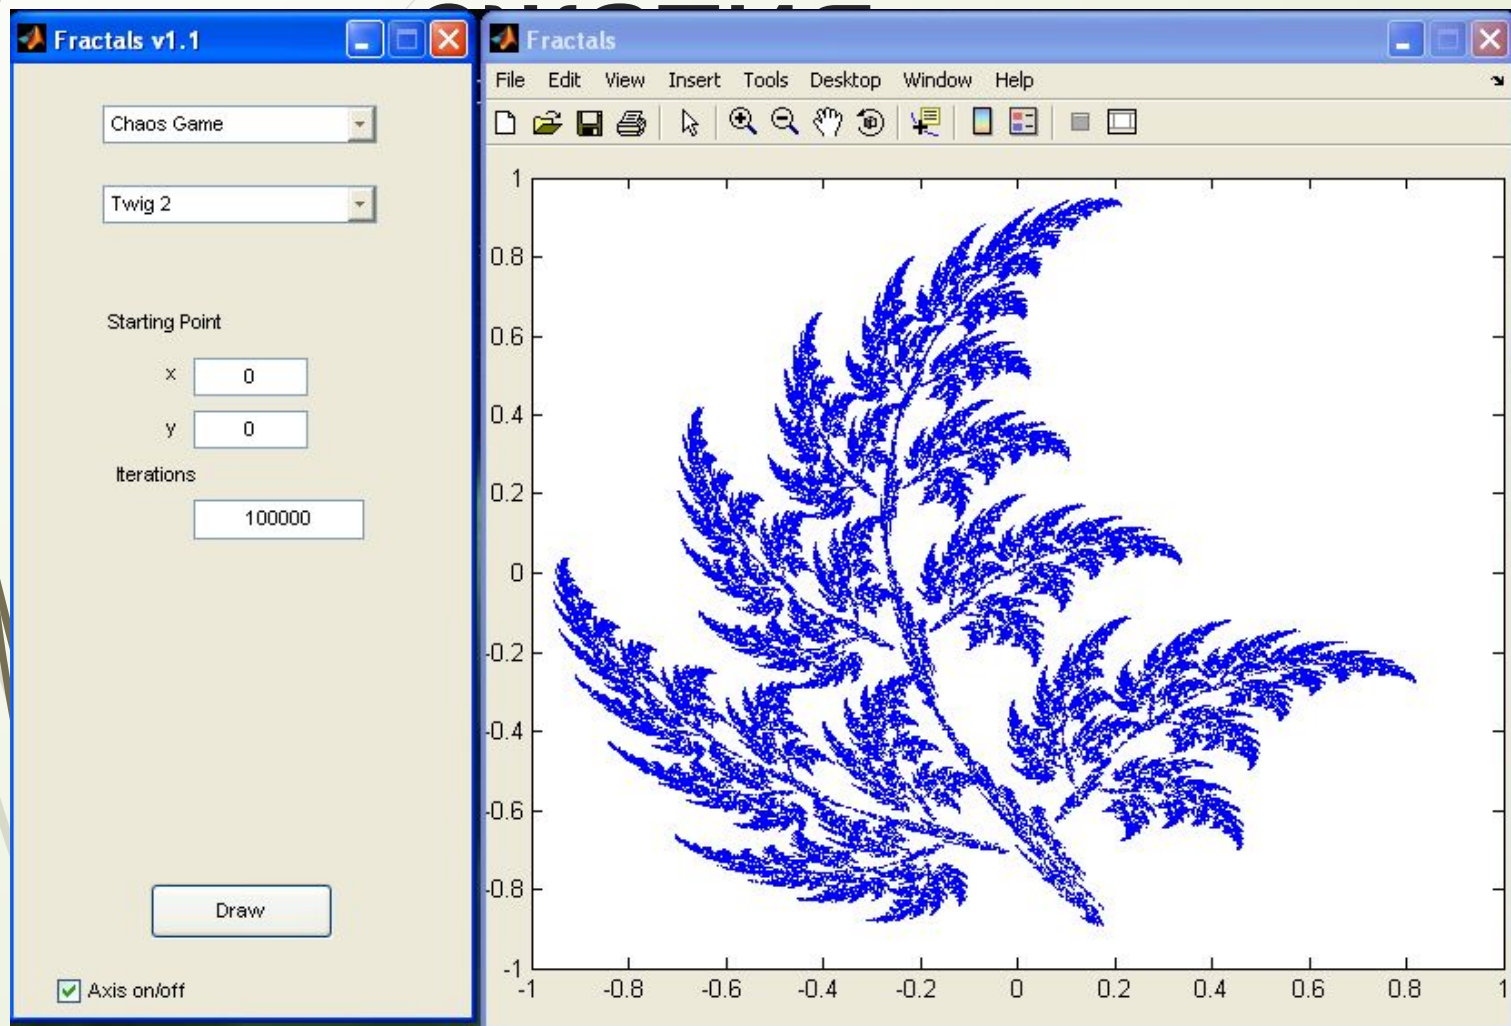 Fractals v1.1
Chaos Game
Twig 2
Starting Point
x 0
y 0
Iterations
100000
Draw
Axis on/off
Fractals
File Edit View Insert Tools Desktop Window Help
1
0.8
0.6
0.4
0.2
0
-0.2
-0.4
-0.6
-0.8
-1
-1 -0.8 -0.6 -0.4 -0.2 0 0.2 0.4 0.6 0.8 1